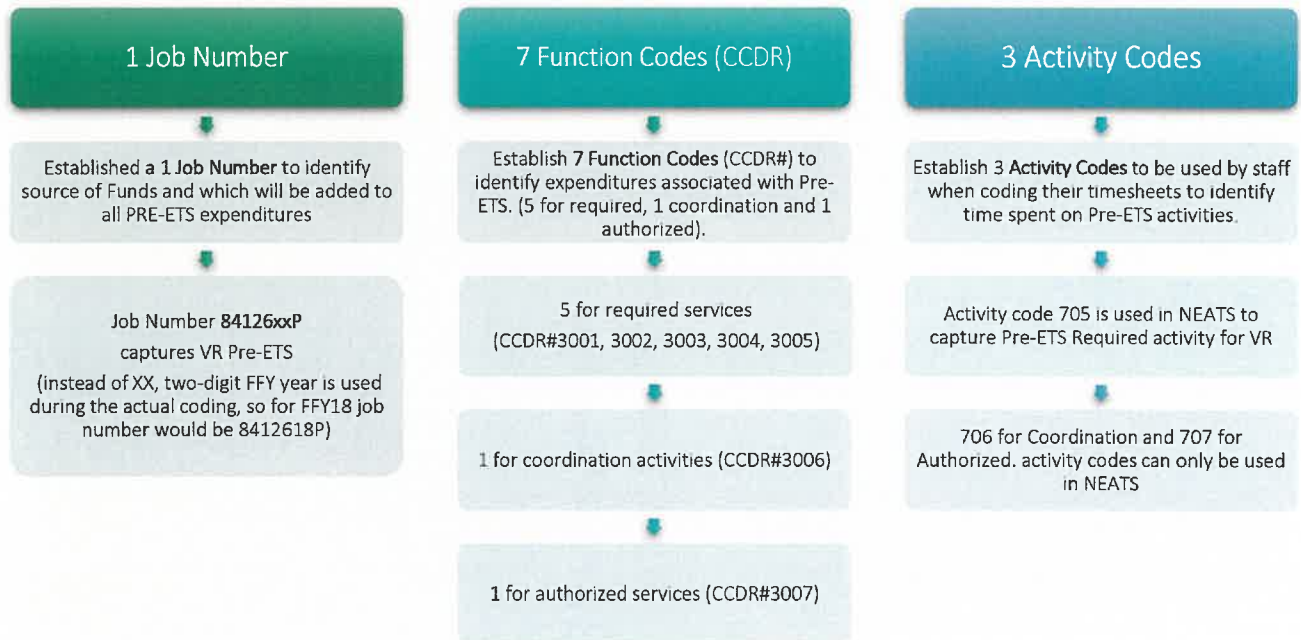 1 Job Number
Established a 1 Job Number to identify
source of Funds and which will be added to
all PRE-ETS expenditures
Job Number 84126xxP
captures VR Pre-ETS
(instead of XX, two-digit FFY year is used
during the actual coding, so for FFY18 job
number would be 8412618P)
7 Function Codes (CCDR)
Establish 7 Function Codes (CCDR#) to
identify expenditures associated with Pre-
ETS. (5 for required, 1 coordination and 1
authorized).
5 for required services
(CCDR#3001, 3002, 3003, 3004, 3005)
1 for coordination activities (CCDR#3006)
1 for authorized services (CCDR#3007)
3 Activity Codes
Establish 3 Activity Codes to be used by staff
when coding their timesheets to identify
time spent on Pre-ETS activities.
Activity code 705 is used in NEATS to
capture Pre-ETS Required activity for VR
706 for Coordination and 707 for
Authorized. activity codes can only be used
in NEATS